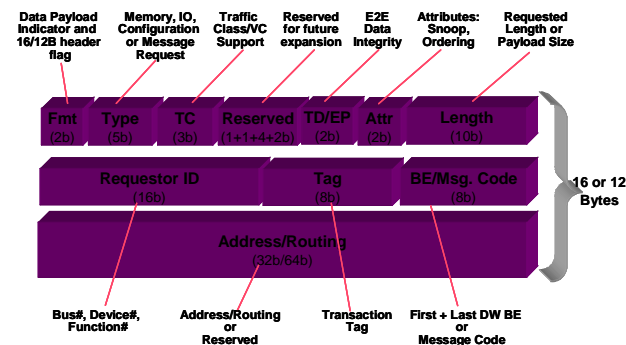 Data Payload Indicator and 16/12B header flag
Memory, IO, Configuration or Message Request
Traffic Class/VC Support
Reserved for future expansion
E2E Data Integrity
Attributes: Snoop, Ordering
Requested Length or Payload Size
Fmt Type TC Reserved TD/EP Attr Length
(2b) (5b) (3b) (1+1+4+2b) (2b) (2b) (10b)
Requestor ID Tag BE/Msg. Code
(16b) (8b) (8b)
16 or 12
Bytes
Address/Routing
(32b/64b)
Bus#, Device#, Function#
Address/Routing or Reserved
Transaction Tag
First + Last DW BE or Message Code